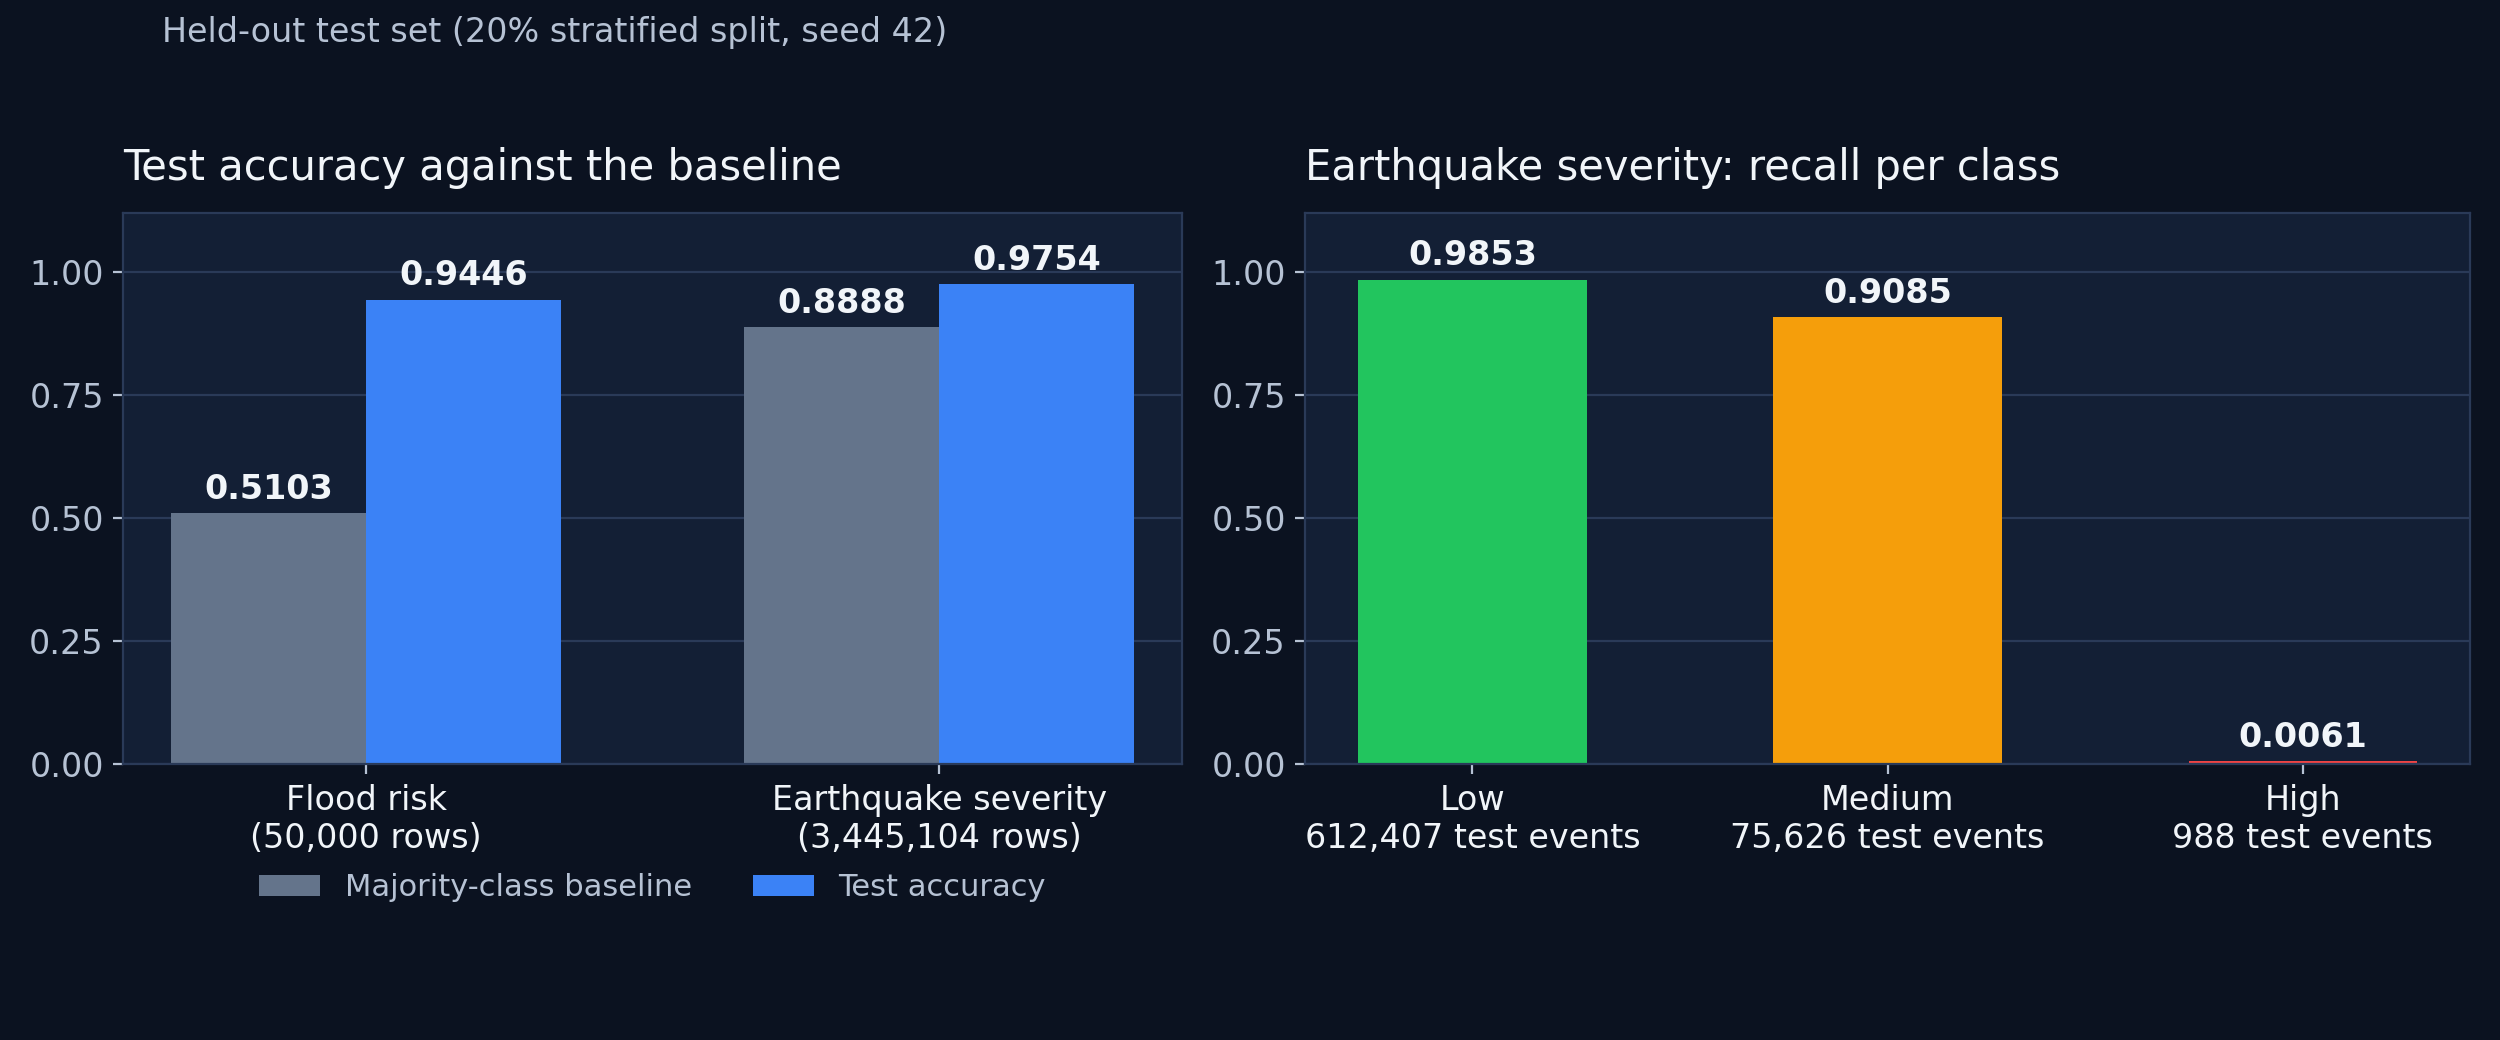 Held-out test set (20% stratified split, seed 42)
Test accuracy against the baseline
1.00
0.75
0.50
0.25
0.00
0.5103
0.9446
0.8888
0.9754
Flood risk
(50,000 rows)
Earthquake severity
(3,445,104 rows)
Majority-class baseline
Test accuracy
Earthquake severity: recall per class
1.00
0.75
0.50
0.25
0.00
0.9853
0.9085
0.0061
Low
612,407 test events
Medium
75,626 test events
High
988 test events